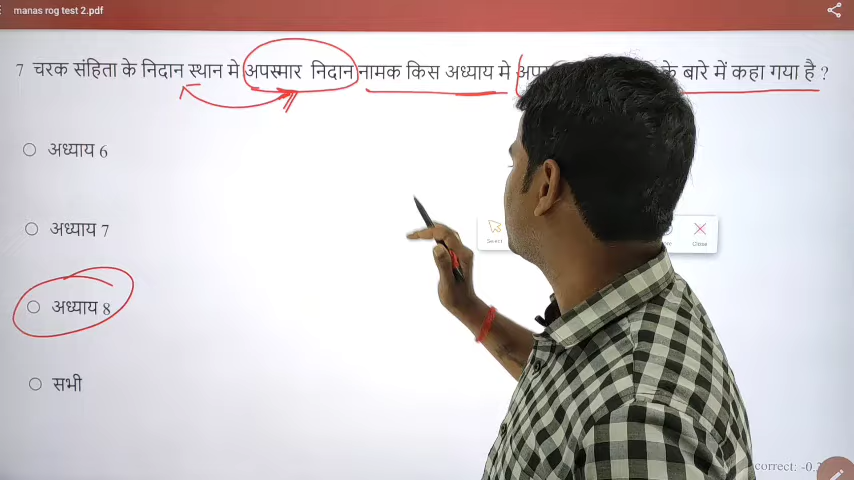 manas rog test 2.pdf
7 चरक संहिता के निदान स्थान मे अपस्मार निदान नामक किस अध्याय मे के बारे में कहा गया है ?
अध्याय 6
अध्याय 7
Select Close
अध्याय 8
सभी
correct: